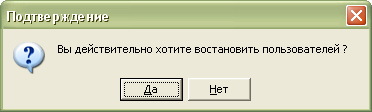 Подтверждение
Вы действительно хотите востановить пользователей ?
Да
Нет